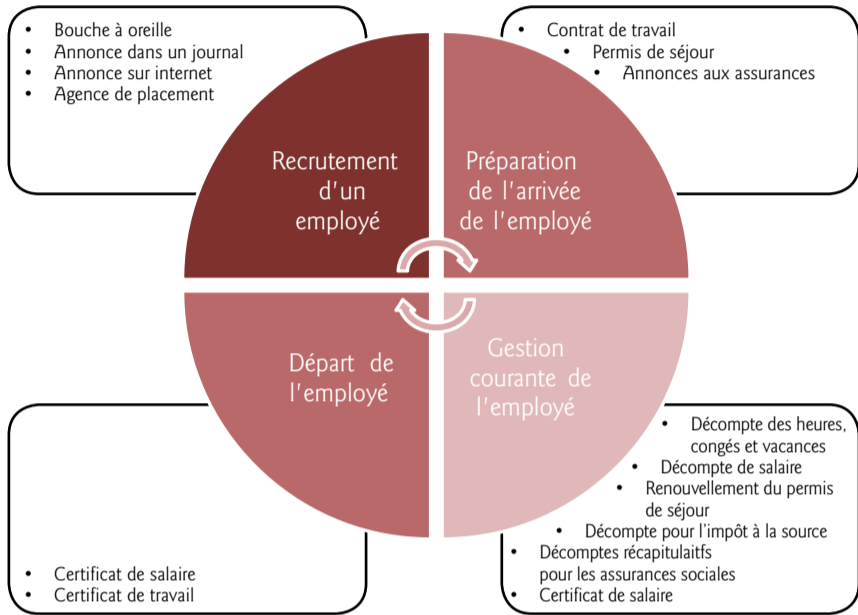 • Bouche à oreille
• Annonce dans un journal
• Annonce sur internet
• Agence de placement
• Contrat de travail
• Permis de séjour
• Annonces aux assurances
Recrutement
d'un
employé
Préparation
de l'arrivée
de l'employé
Départ de
l'employé
Gestion
courante de
l'employé
• Certificat de salaire
• Certificat de travail
• Décompte des heures,
congés et vacances
• Décompte de salaire
• Renouvellement du permis
de séjour
• Décompte pour l'impôt à la source
• Décomptes récapitulaitfs
pour les assurances sociales
• Certificat de salaire